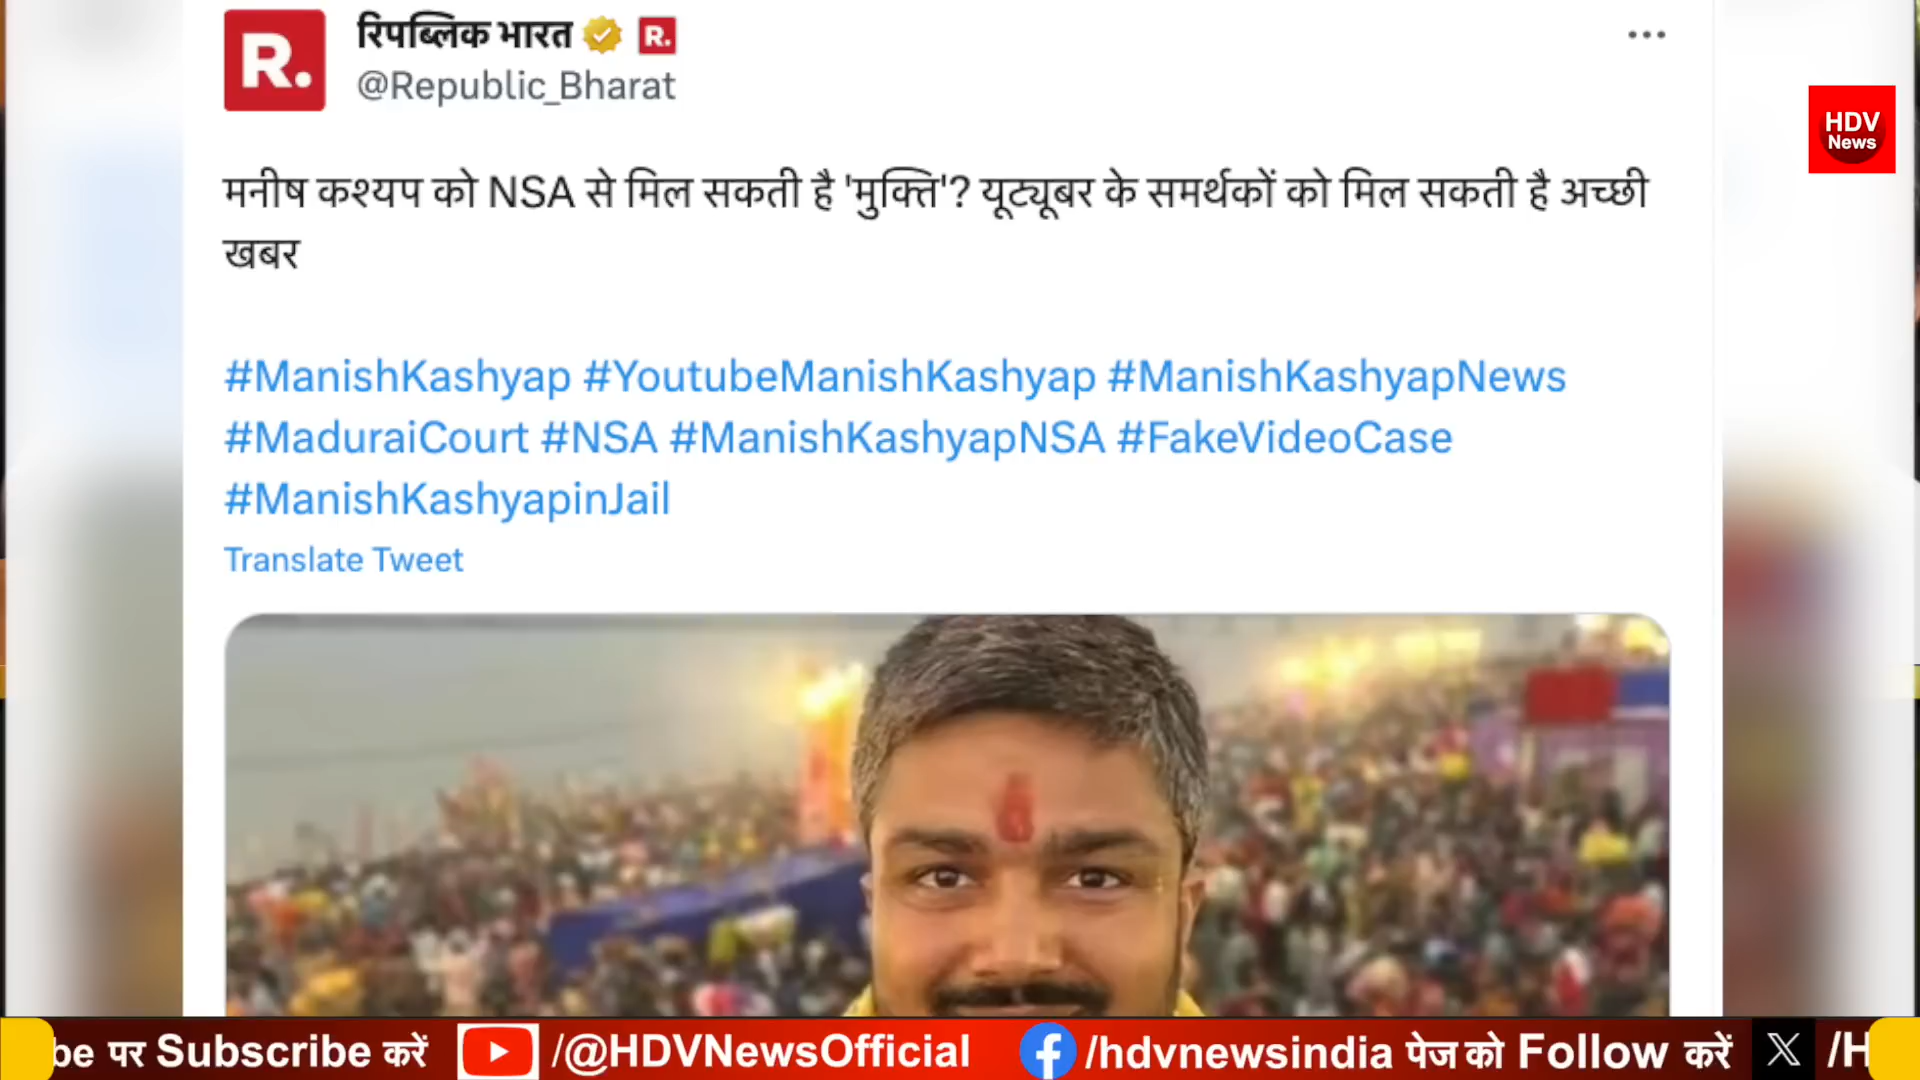 R.
रिपब्लिक भारत R.
@Republic_Bharat
HDV
News
मनीष कश्यप को NSA से मिल सकती है 'मुक्ति'? यूट्यूबर के समर्थकों को मिल सकती है अच्छी
खबर
#ManishKashyap #YoutubeManishKashyap #ManishKashyapNews
#MaduraiCourt #NSA #ManishKashyapNSA #FakeVideoCase
#ManishKashyapinJail
Translate Tweet
be पर Subscribe करें /@HDVNewsOfficial /hdvnewsindia पेज को Follow करें X /H